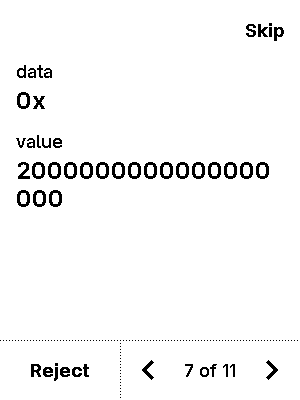 Skip
data
0x
value
2000000000000000
000
Reject
7 of 11